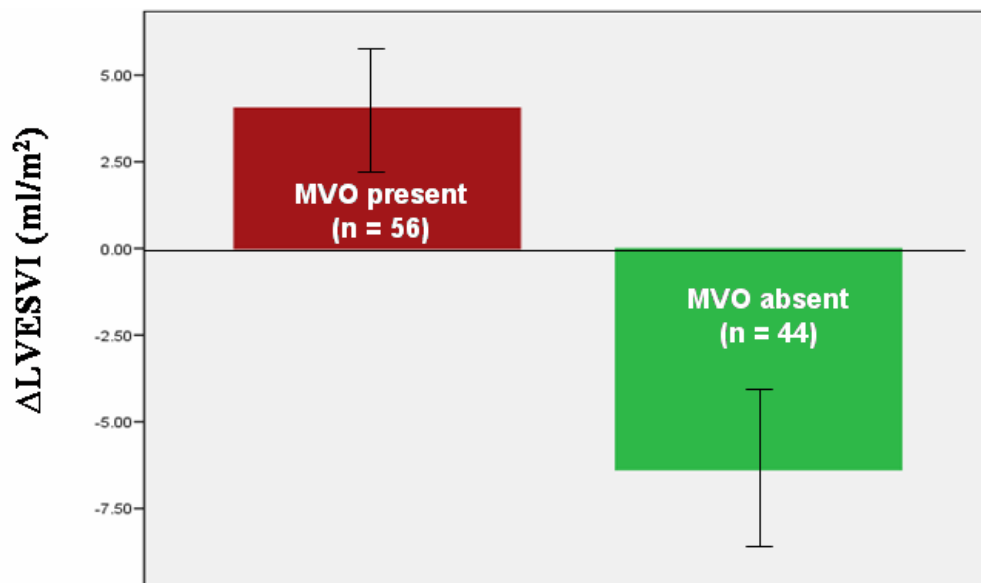 ΔLVESVI (ml/m²)
5.00
2.50
0.00
-2.50
-5.00
-7.50
MVO present
(n = 56)
MVO absent
(n = 44)